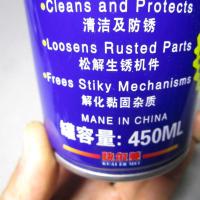 •Cleans and Protects
清洁及防锈
•Loosens Rusted Parts
松解生锈机件
•Frees Stiky Mechanisms
解化黏固杂质
MADE IN CHINA
罐容量: 450ML